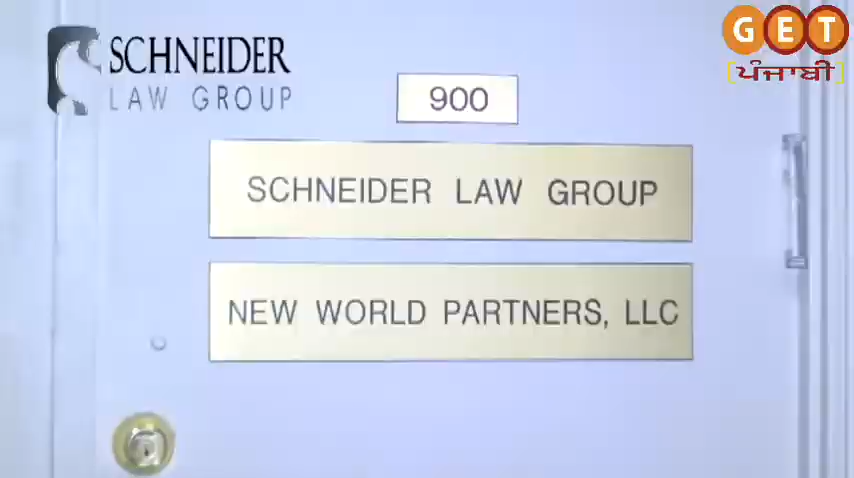 SCHNEIDER
LAW GROUP
GET
ਪੰਜਾਬੀ
900
SCHNEIDER LAW GROUP
NEW WORLD PARTNERS, LLC